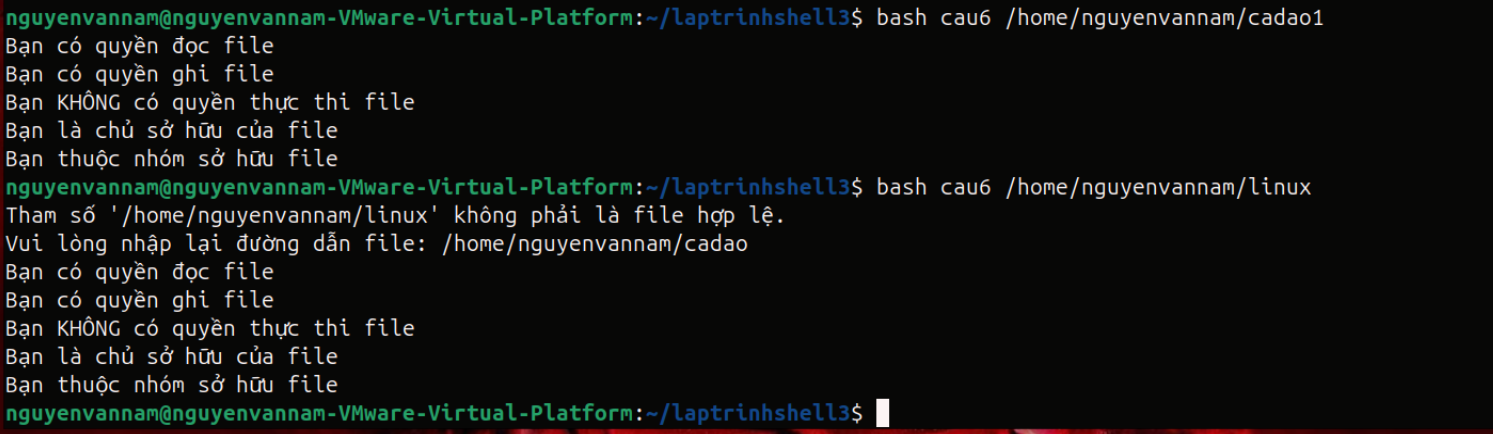 nguyenvannam@nguyenvannam-VMware-Virtual-Platform:~/laptrinhshell3$ bash cau6 /home/nguyenvannam/cadao1
Bạn có quyền đọc file
Bạn có quyền ghi file
Bạn KHÔNG có quyền thực thi file
Bạn là chủ sở hữu của file
Bạn thuộc nhóm sở hữu file
nguyenvannam@nguyenvannam-VMware-Virtual-Platform:~/laptrinhshell3$ bash cau6 /home/nguyenvannam/linux
Tham số '/home/nguyenvannam/linux' không phải là file hợp lệ.
Vui lòng nhập lại đường dẫn file: /home/nguyenvannam/cadao
Bạn có quyền đọc file
Bạn có quyền ghi file
Bạn KHÔNG có quyền thực thi file
Bạn là chủ sở hữu của file
Bạn thuộc nhóm sở hữu file
nguyenvannam@nguyenvannam-VMware-Virtual-Platform:~/laptrinhshell3$